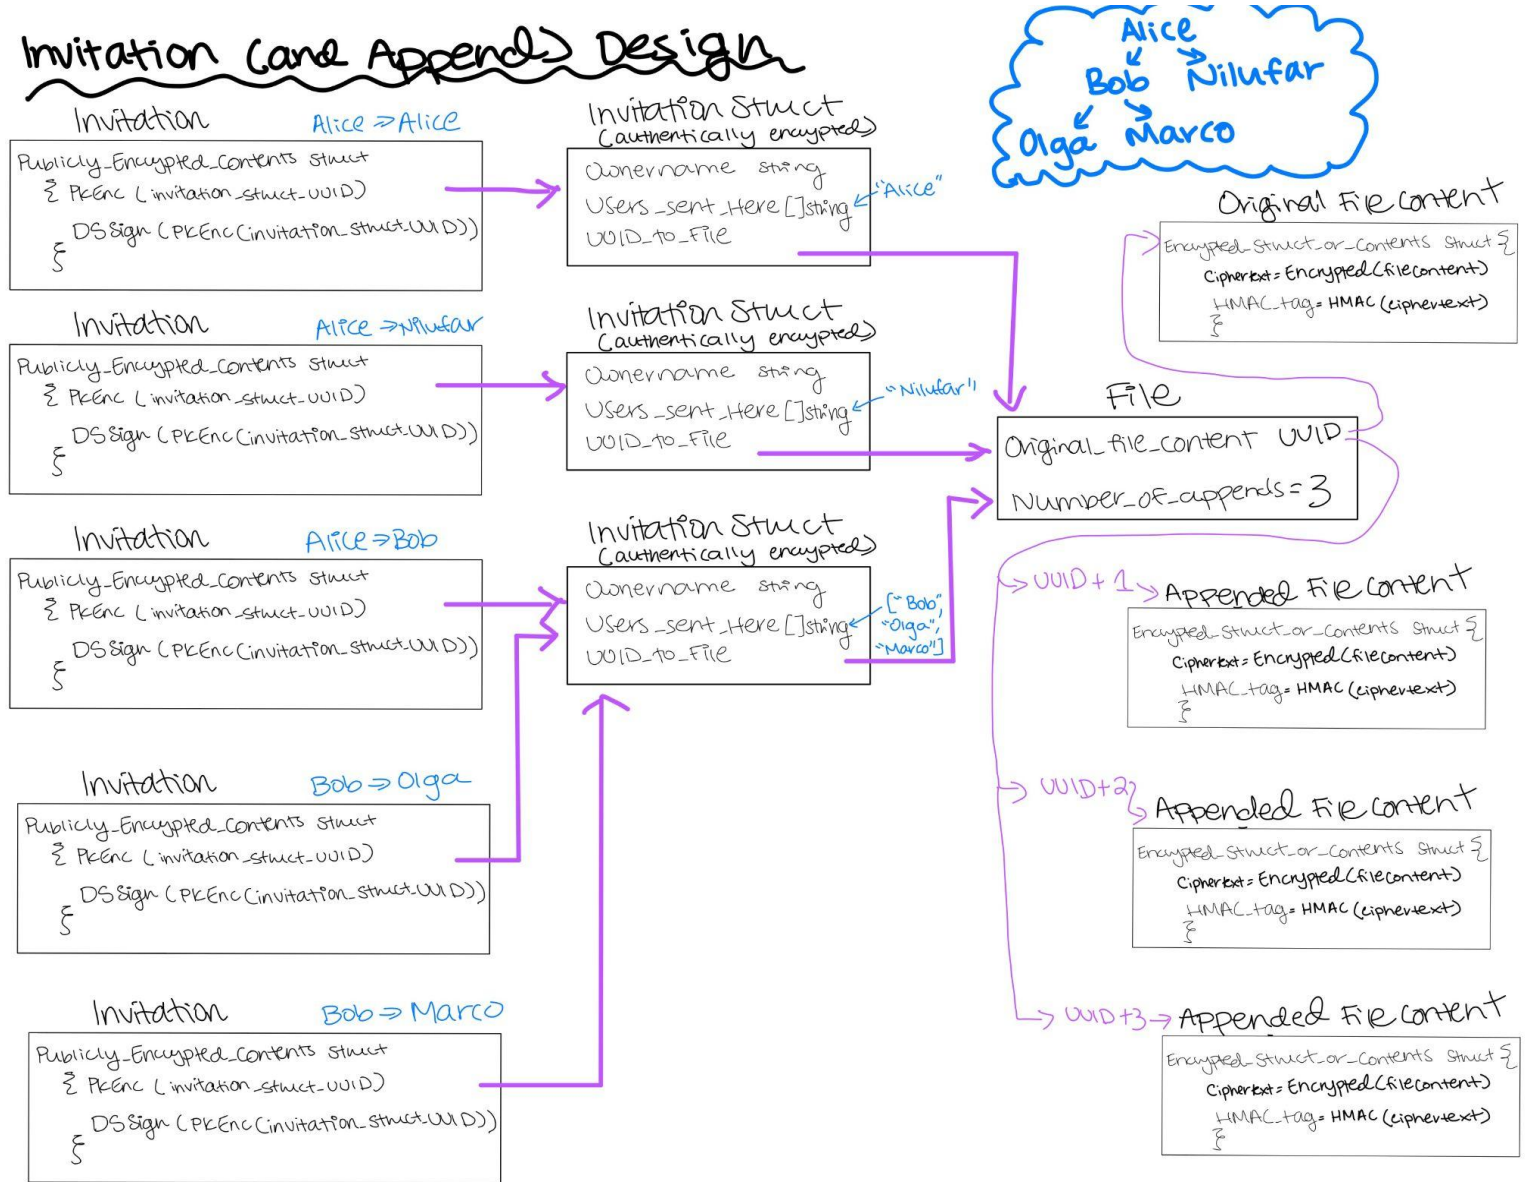 Invitation (and Append) Design
Alice
Bob Nilufar
Olga Marco
Invitation Alice => Alice
Publicly_Encrypted_Contents struct
{ PKEnc (invitation_struct_UUID)
DSSign (PKEnc(invitation_struct_UUID))
}
Invitation Struct
(authentically encrypted)
Ownername string
Users_sent_Here []string
"Alice"
UUID_to_File
Invitation Alice => Nilufar
Publicly_Encrypted_Contents struct
{ PKEnc (invitation_struct_UUID)
DSSign (PKEnc(invitation_struct_UUID))
}
Invitation Struct
(authentically encrypted)
Ownername string
Users_sent_Here []string
"Nilufar"
UUID_to_File
Invitation Alice => Bob
Publicly_Encrypted_Contents struct
{ PKEnc (invitation_struct_UUID)
DSSign (PKEnc(invitation_struct_UUID))
}
Invitation Struct
(authentically encrypted)
Ownername string
Users_sent_Here []string
["Bob",
"Olga",
"Marco"]
UUID_to_File
Invitation Bob => Olga
Publicly_Encrypted_Contents struct
{ PKEnc (invitation_struct_UUID)
DSSign (PKEnc(invitation_struct_UUID))
}
Invitation Bob => Marco
Publicly_Encrypted_Contents struct
{ PKEnc (invitation_struct_UUID)
DSSign (PKEnc(invitation_struct_UUID))
}
Original File Content
Encrypted_Struct_or_Contents struct {
Ciphertext = Encrypted(filecontent)
HMAC_tag = HMAC (ciphertext)
}
File
Original_file_content UUID
Number_of_appends = 3
UUID + 1 Appended File Content
Encrypted_Struct_or_Contents struct {
Ciphertext = Encrypted(filecontent)
HMAC_tag = HMAC (ciphertext)
}
UUID+2 Appended File Content
Encrypted_Struct_or_Contents struct {
Ciphertext = Encrypted(filecontent)
HMAC_tag = HMAC (ciphertext)
}
UUID+3 Appended File Content
Encrypted_Struct_or_Contents struct {
Ciphertext = Encrypted(filecontent)
HMAC_tag = HMAC (ciphertext)
}